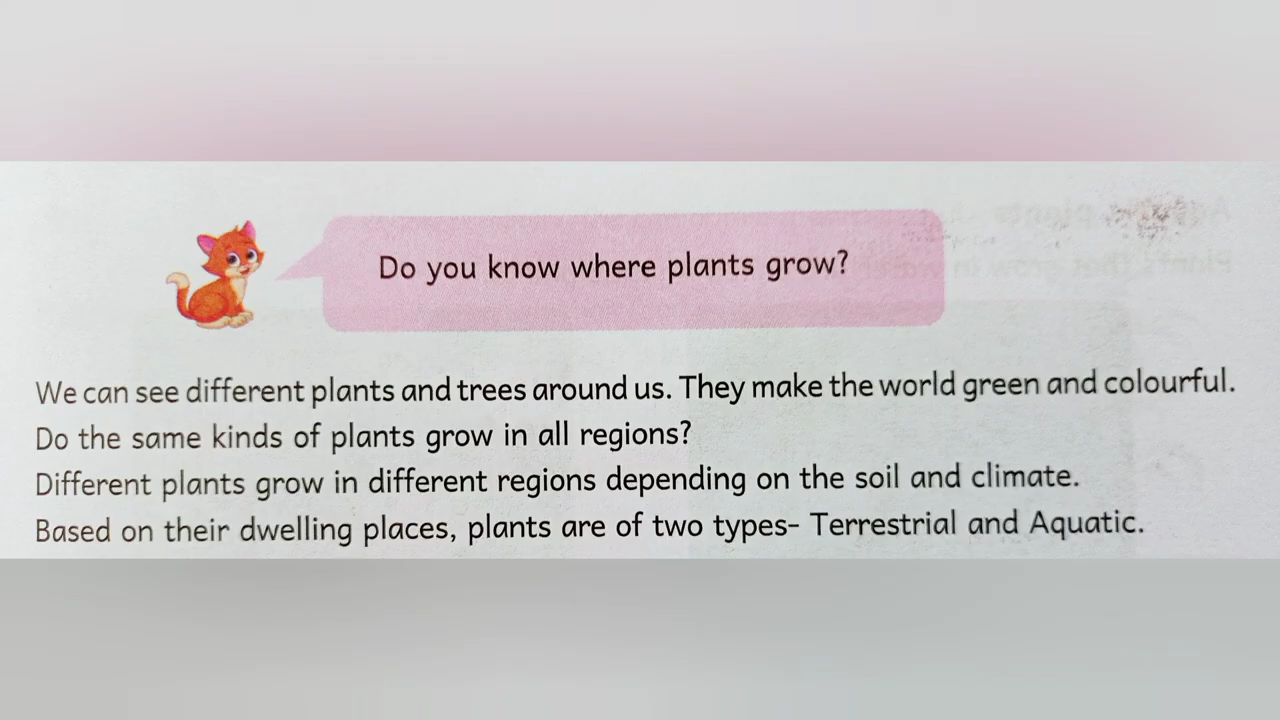 Do you know where plants grow?
We can see different plants and trees around us. They make the world green and colourful.
Do the same kinds of plants grow in all regions?
Different plants grow in different regions depending on the soil and climate.
Based on their dwelling places, plants are of two types- Terrestrial and Aquatic.